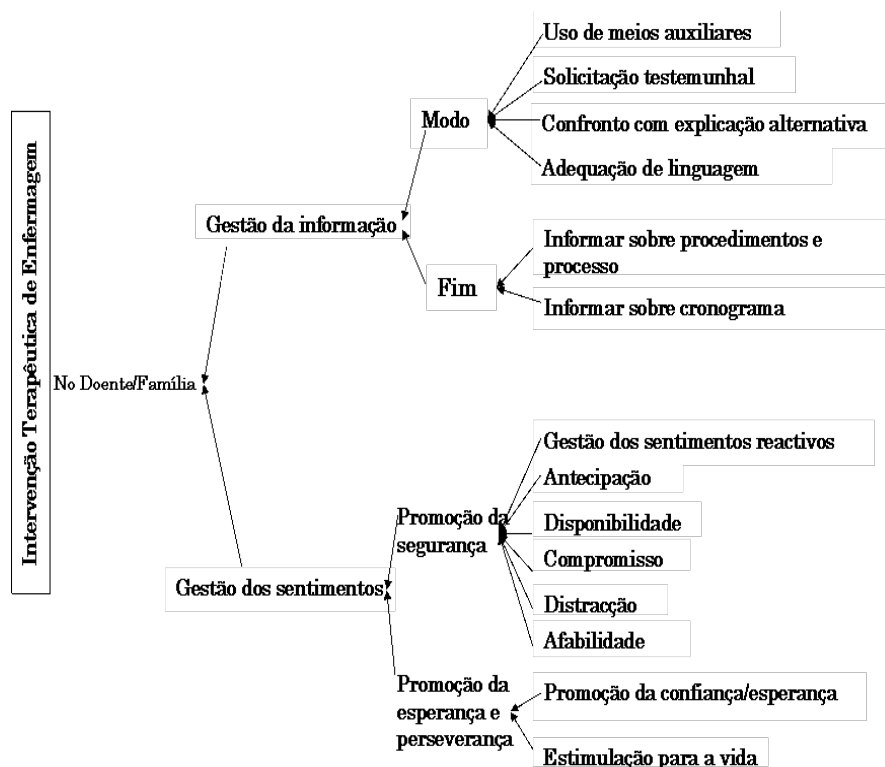 Intervenção Terapêutica de Enfermagem
No Doente/Família
Gestão da informação
Modo
Uso de meios auxiliares
Solicitação testemunhal
Confronto com explicação alternativa
Adequação de linguagem
Fim
Informar sobre procedimentos e
processo
Informar sobre cronograma
Gestão dos sentimentos
Promoção da
segurança
Gestão dos sentimentos reactivos
Antecipação
Disponibilidade
Compromisso
Distracção
Afabilidade
Promoção da
esperança e
perseverança
Promoção da confiança/esperança
Estimulação para a vida